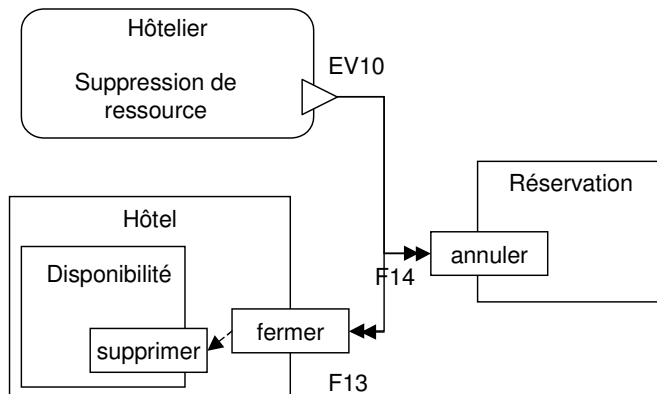 Hôtelier
EV10
Suppression de
ressource
Réservation
Hôtel
annuler
Disponibilité
F14
fermer
supprimer
F13